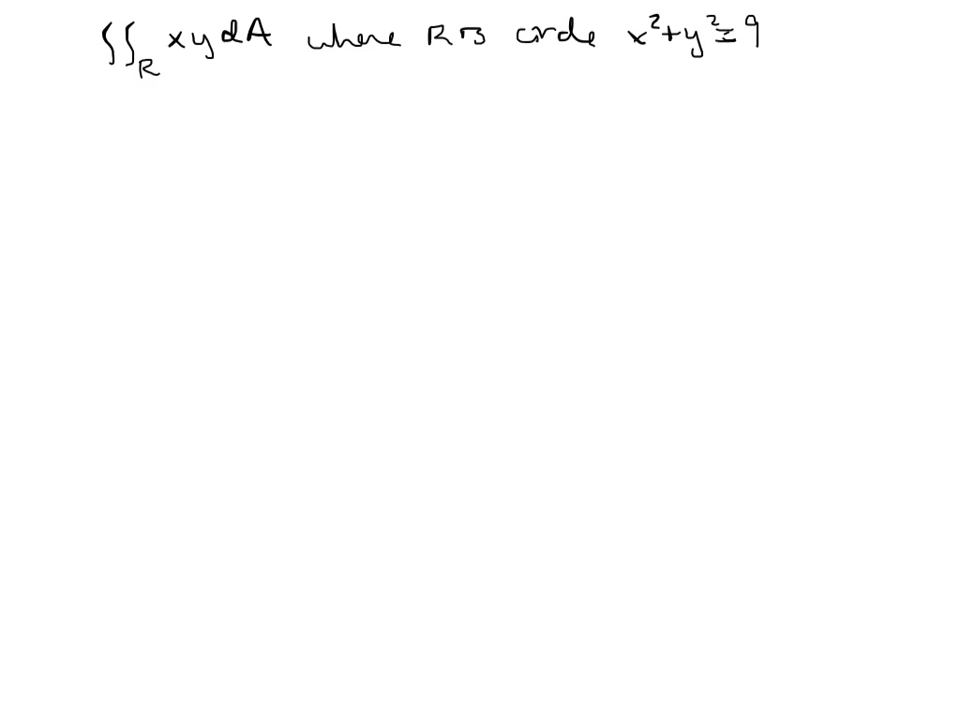 ∬_R xy dA where R is circle x² + y² = 9